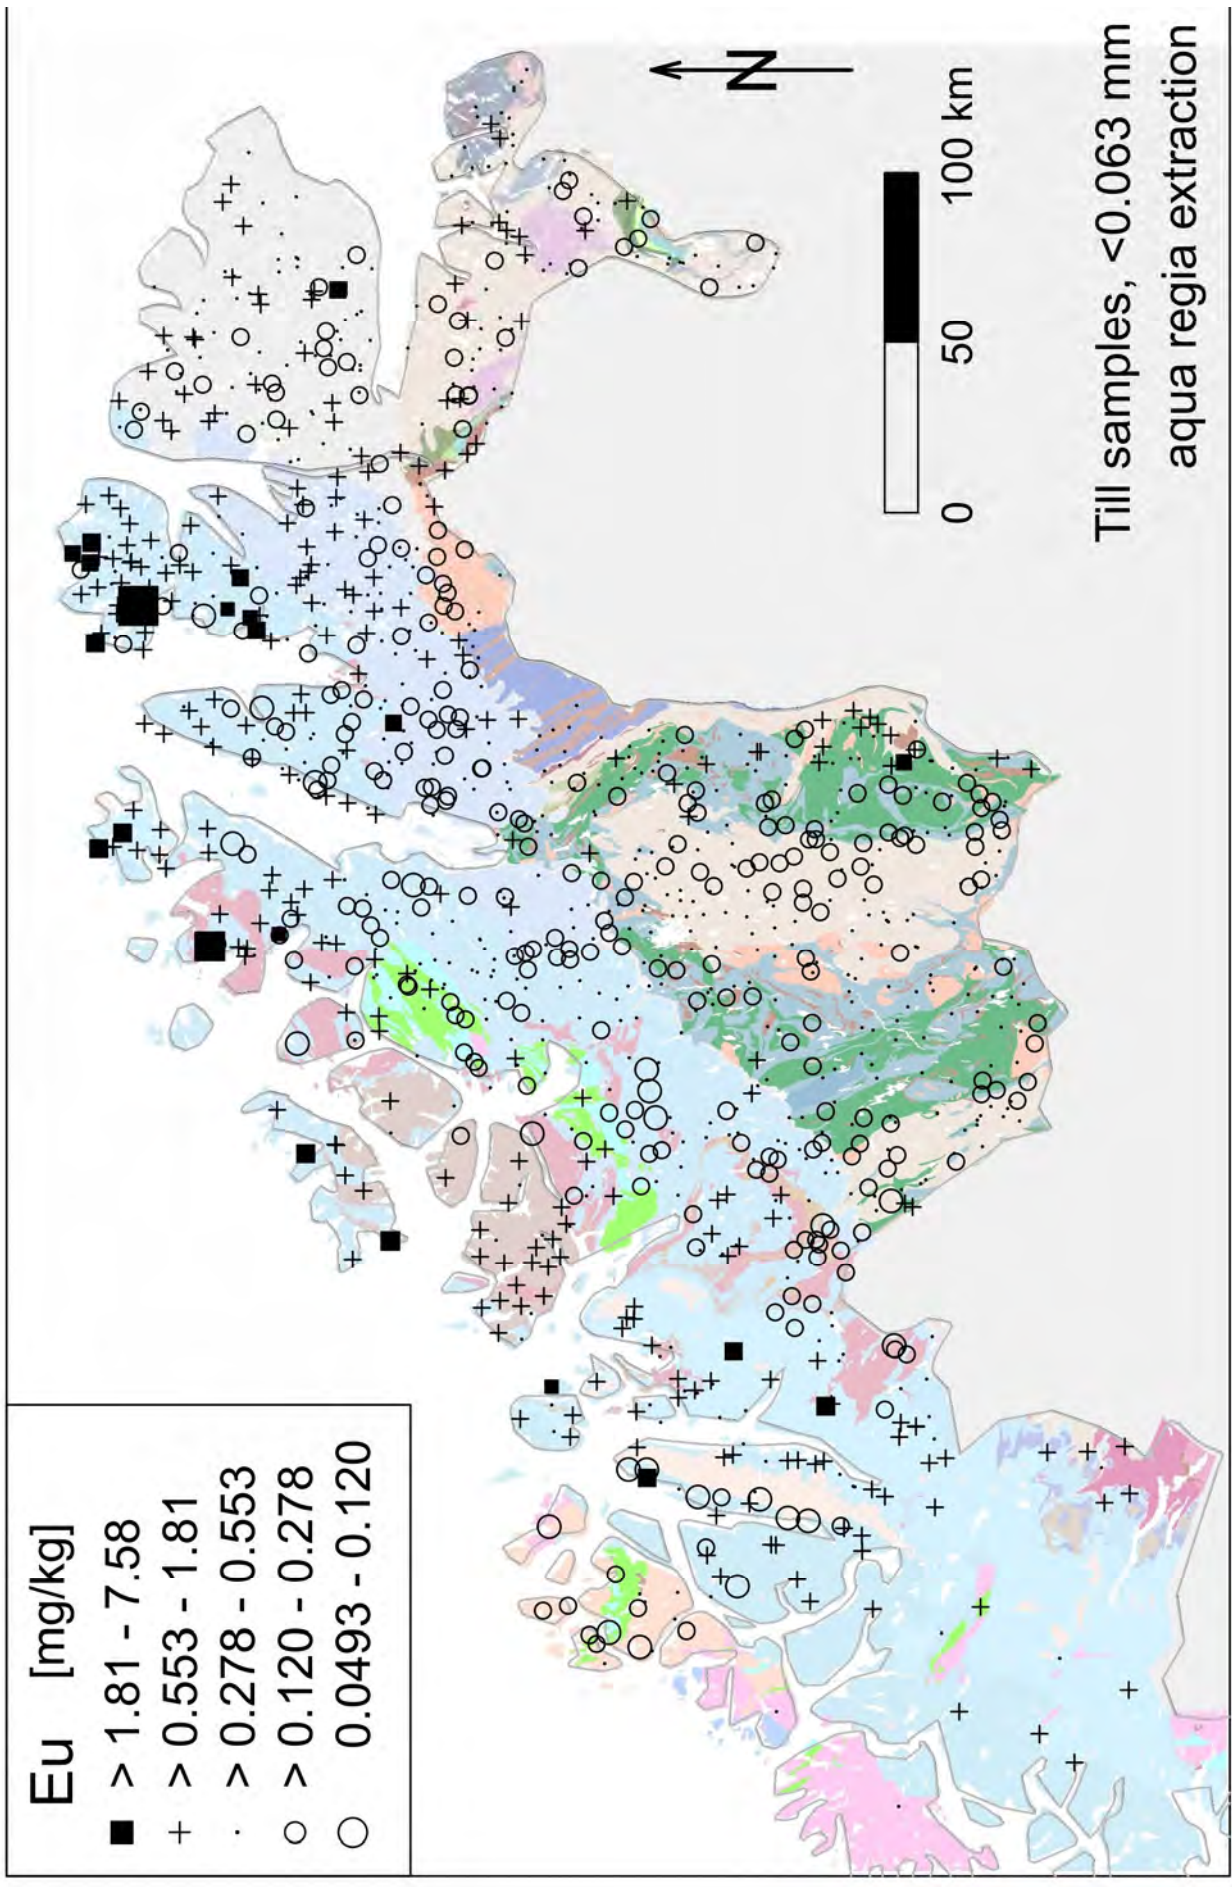 Eu [mg/kg]
> 1.81 - 7.58
> 0.553 - 1.81
> 0.278 - 0.553
> 0.120 - 0.278
0.0493 - 0.120
N
0 50 100 km
Till samples, <0.063 mm
aqua regia extraction